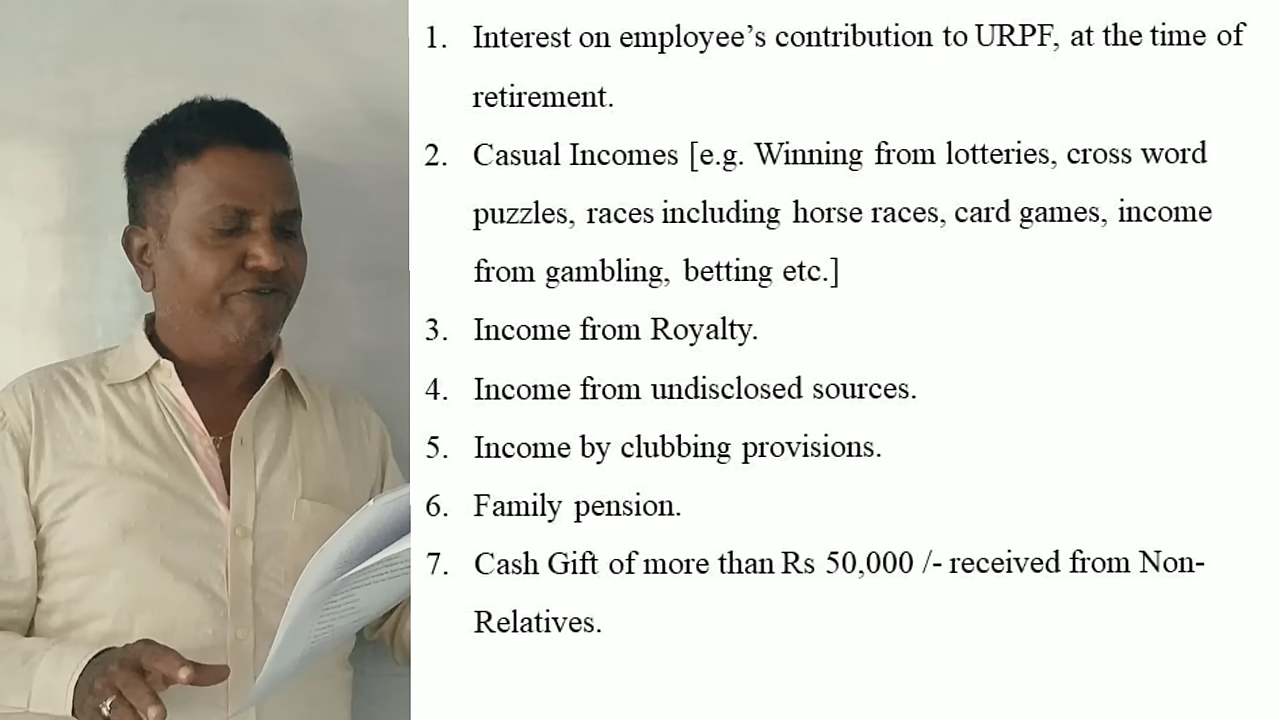 1. Interest on employee’s contribution to URPF, at the time of
retirement.
2. Casual Incomes [e.g. Winning from lotteries, cross word
puzzles, races including horse races, card games, income
from gambling, betting etc.]
3. Income from Royalty.
4. Income from undisclosed sources.
5. Income by clubbing provisions.
6. Family pension.
7. Cash Gift of more than Rs 50,000 /- received from Non-
Relatives.